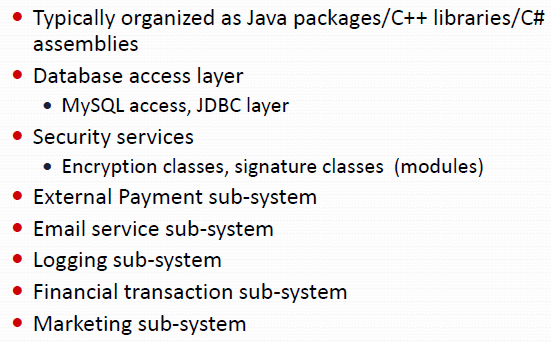 • Typically organized as Java packages/C++ libraries/C#
assemblies
• Database access layer
• MySQL access, JDBC layer
• Security services
• Encryption classes, signature classes (modules)
• External Payment sub-system
• Email service sub-system
• Logging sub-system
• Financial transaction sub-system
• Marketing sub-system